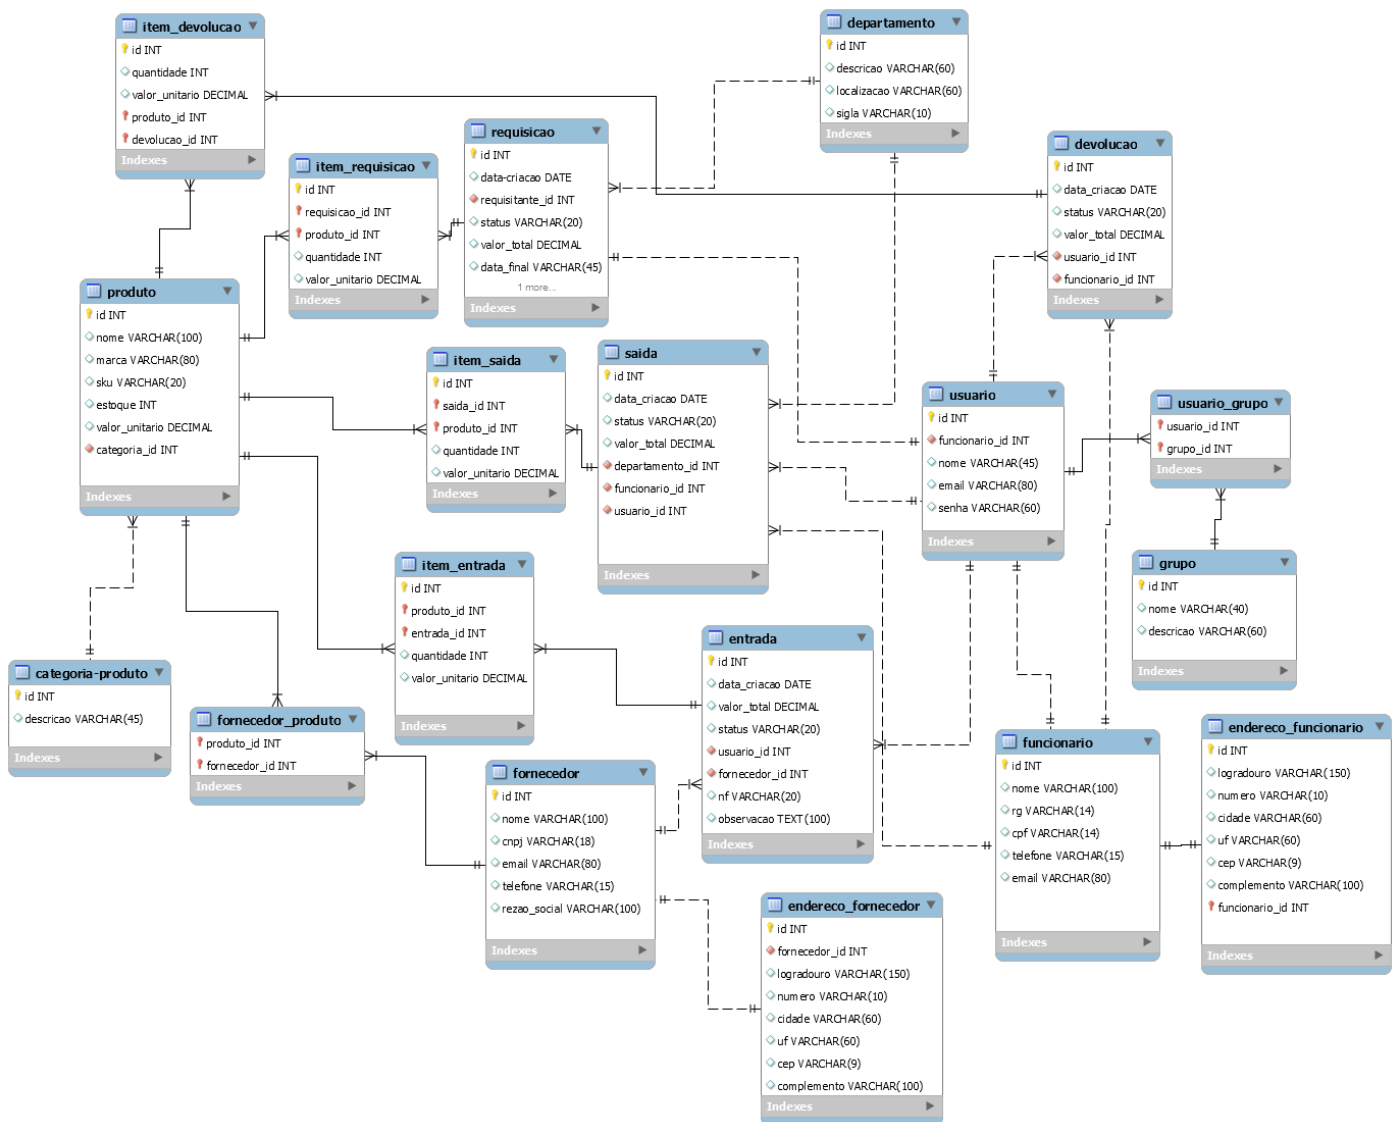 item_devolucao
id INT
quantidade INT
valor_unitario DECIMAL
produto_id INT
devolucao_id INT
Indexes
departamento
id INT
descricao VARCHAR(60)
localizacao VARCHAR(60)
sigla VARCHAR(10)
Indexes
requisicao
id INT
data-criacao DATE
requisitante_id INT
status VARCHAR(20)
valor_total DECIMAL
data_final VARCHAR(45)
1 more...
Indexes
devolucao
id INT
data_criacao DATE
status VARCHAR(20)
valor_total DECIMAL
usuario_id INT
funcionario_id INT
Indexes
item_requisicao
id INT
requisicao_id INT
produto_id INT
quantidade INT
valor_unitario DECIMAL
Indexes
produto
id INT
nome VARCHAR(100)
marca VARCHAR(80)
sku VARCHAR(20)
estoque INT
valor_unitario DECIMAL
categoria_id INT
Indexes
item_saida
id INT
saida_id INT
produto_id INT
quantidade INT
valor_unitario DECIMAL
Indexes
saida
id INT
data_criacao DATE
status VARCHAR(20)
valor_total DECIMAL
departamento_id INT
funcionario_id INT
usuario_id INT
Indexes
usuario
id INT
funcionario_id INT
nome VARCHAR(45)
email VARCHAR(80)
senha VARCHAR(60)
Indexes
usuario_grupo
usuario_id INT
grupo_id INT
Indexes
grupo
id INT
nome VARCHAR(40)
descricao VARCHAR(60)
Indexes
item_entrada
id INT
produto_id INT
entrada_id INT
quantidade INT
valor_unitario DECIMAL
Indexes
entrada
id INT
data_criacao DATE
valor_total DECIMAL
status VARCHAR(20)
usuario_id INT
fornecedor_id INT
nf VARCHAR(20)
observacao TEXT(100)
Indexes
categoria-produto
id INT
descricao VARCHAR(45)
Indexes
fornecedor_produto
produto_id INT
fornecedor_id INT
Indexes
fornecedor
id INT
nome VARCHAR(100)
cnpj VARCHAR(18)
email VARCHAR(80)
telefone VARCHAR(15)
rezao_social VARCHAR(100)
Indexes
funcionario
id INT
nome VARCHAR(100)
rg VARCHAR(14)
cpf VARCHAR(14)
telefone VARCHAR(15)
email VARCHAR(80)
Indexes
endereco_funcionario
id INT
logradouro VARCHAR(150)
numero VARCHAR(10)
cidade VARCHAR(60)
uf VARCHAR(60)
cep VARCHAR(9)
complemento VARCHAR(100)
funcionario_id INT
Indexes
endereco_fornecedor
id INT
fornecedor_id INT
logradouro VARCHAR(150)
numero VARCHAR(10)
cidade VARCHAR(60)
uf VARCHAR(60)
cep VARCHAR(9)
complemento VARCHAR(100)
Indexes